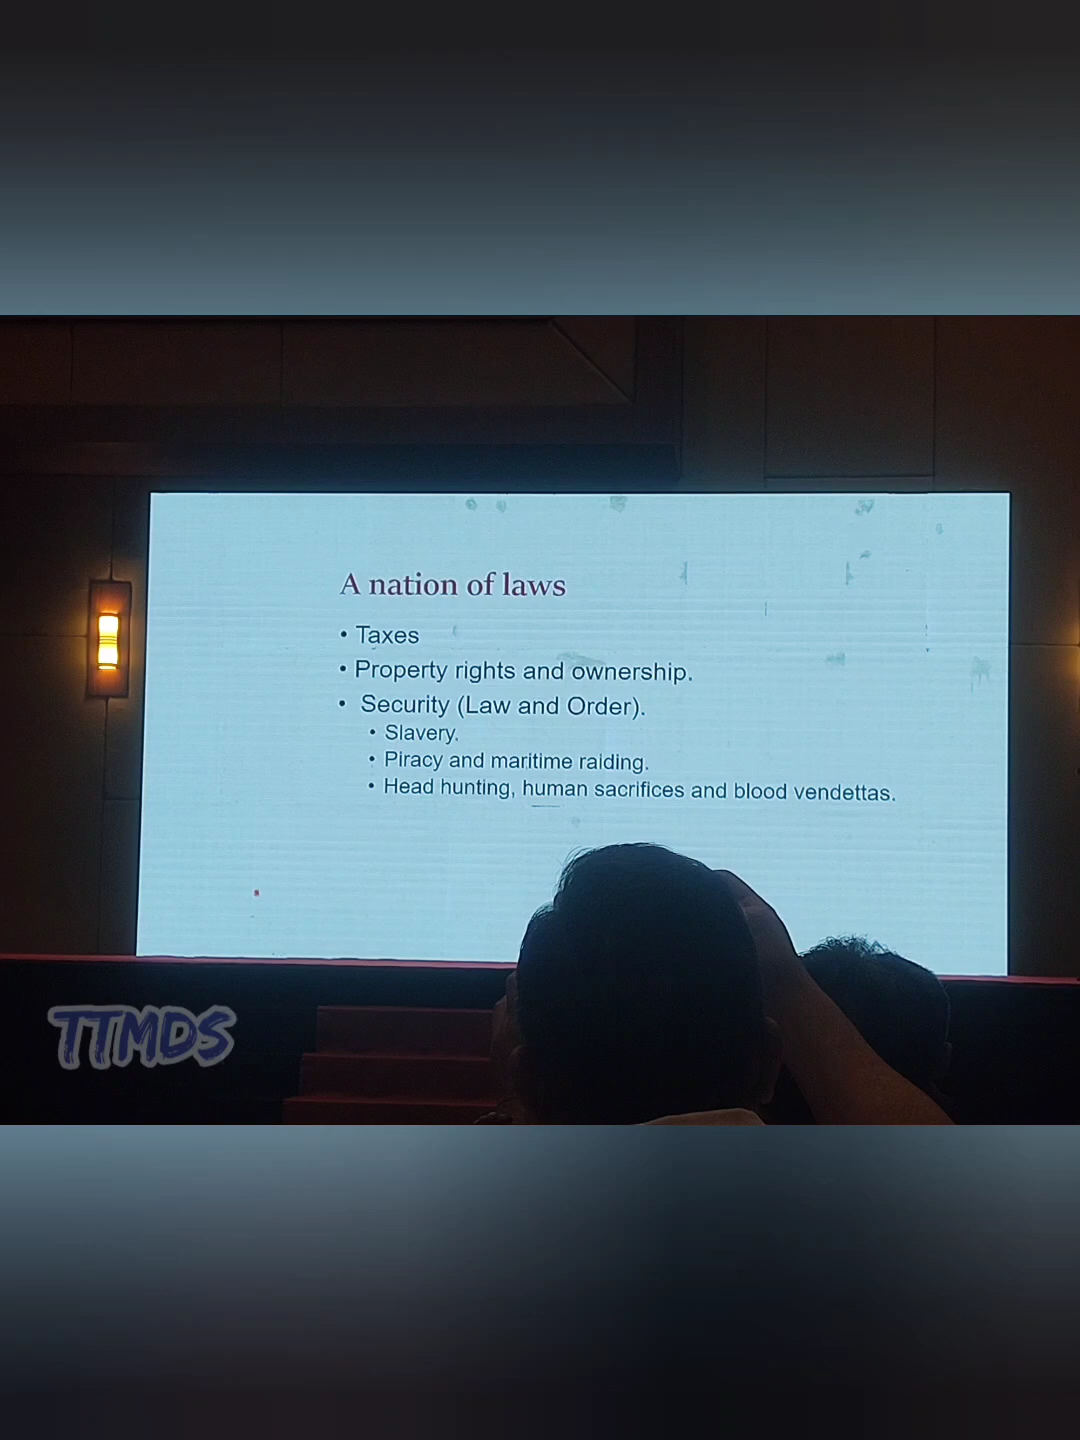 A nation of laws
• Taxes
• Property rights and ownership.
• Security (Law and Order).
• Slavery.
• Piracy and maritime raiding.
• Head hunting, human sacrifices and blood vendettas.
TTMDS